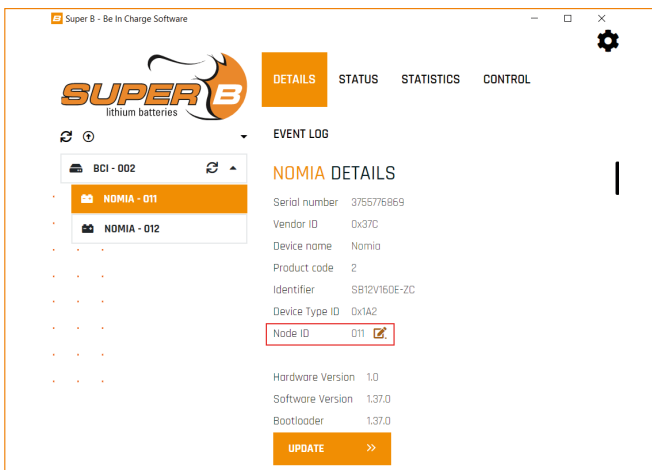 Super B - Be In Charge Software
SUPER B
lithium batteries
DETAILS STATUS STATISTICS CONTROL
EVENT LOG
BCI - 002
NOMIA - 011
NOMIA - 012
NOMIA DETAILS
Serial number 3755776869
Vendor ID 0x37C
Device name Nomia
Product code 2
Identifier SB12V160E-ZC
Device Type ID 0x1A2
Node ID 011
Hardware Version 1.0
Software Version 1.37.0
Bootloader 1.37.0
UPDATE >>